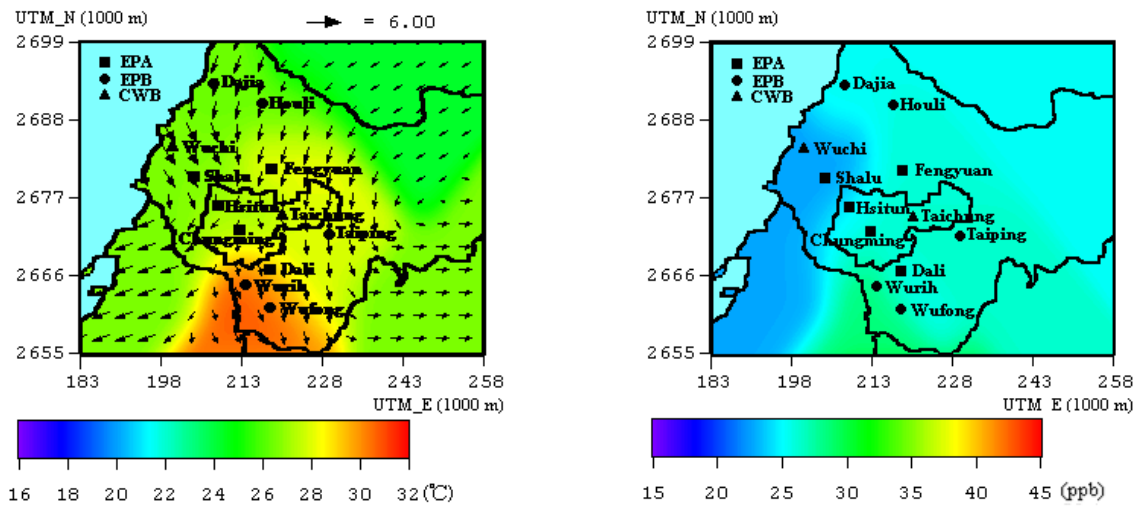 UTM_N (1000 m)
= 6.00
2699
2688
2677
2666
2655
EPA
EPB
CWB
Dajia
Houli
Wuchi
Shalu
Fengyuan
Hsitun
Taichung
Chungming
Taiping
Dali
Wurih
Wufong
183 198 213 228 243 258
UTM_E (1000 m)
16 18 20 22 24 26 28 30 32 (℃)
UTM_N (1000 m)
2699
2688
2677
2666
2655
EPA
EPB
CWB
Dajia
Houli
Wuchi
Shalu
Fengyuan
Hsitun
Taichung
Chungming
Taiping
Dali
Wurih
Wufong
183 198 213 228 243 258
UTM E (1000 m)
15 20 25 30 35 40 45 (ppb)